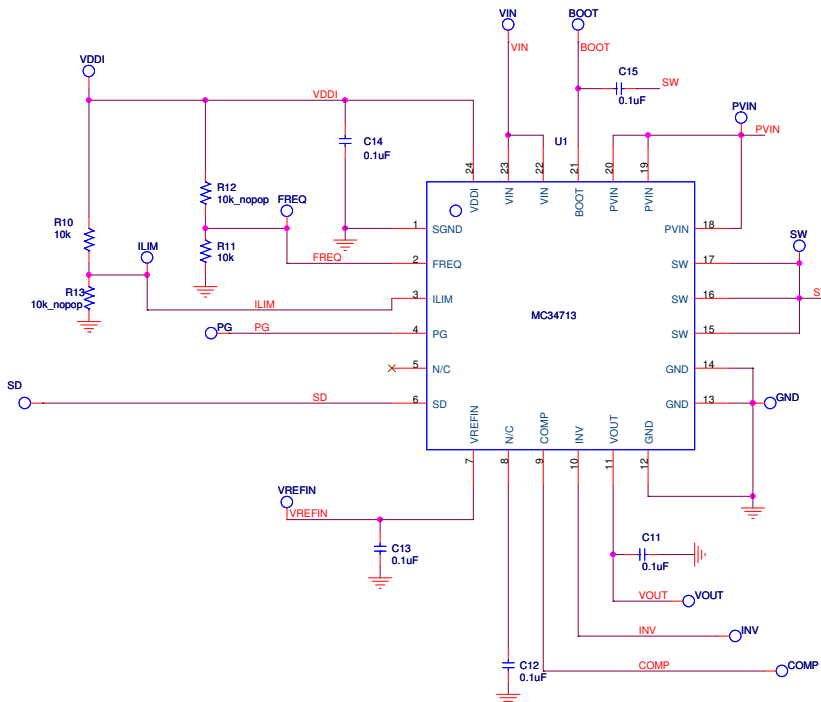 VIN
BOOT
VIN
BOOT
VDDI
C15
SW
0.1uF
VDDI
PVIN
PVIN
C14
0.1uF
U1
24
23
22
21
20
19
VDDI
VIN
VIN
BOOT
PVIN
PVIN
R12
10k_nopop
FREQ
R10
10k
ILIM
R11
10k
FREQ
R13
10k_nopop
ILIM
PG
PG
SD
SD
1
SGND
2
FREQ
3
ILIM
4
PG
5
N/C
6
SD
MC34713
PVIN
18
SW
17
SW
16
SW
15
GND
14
GND
13
SW
S
GND
VREFIN
N/C
COMP
INV
VOUT
GND
7
8
9
10
11
12
VREFIN
VREFIN
C13
0.1uF
C11
0.1uF
VOUT
VOUT
INV
INV
C12
0.1uF
COMP
COMP